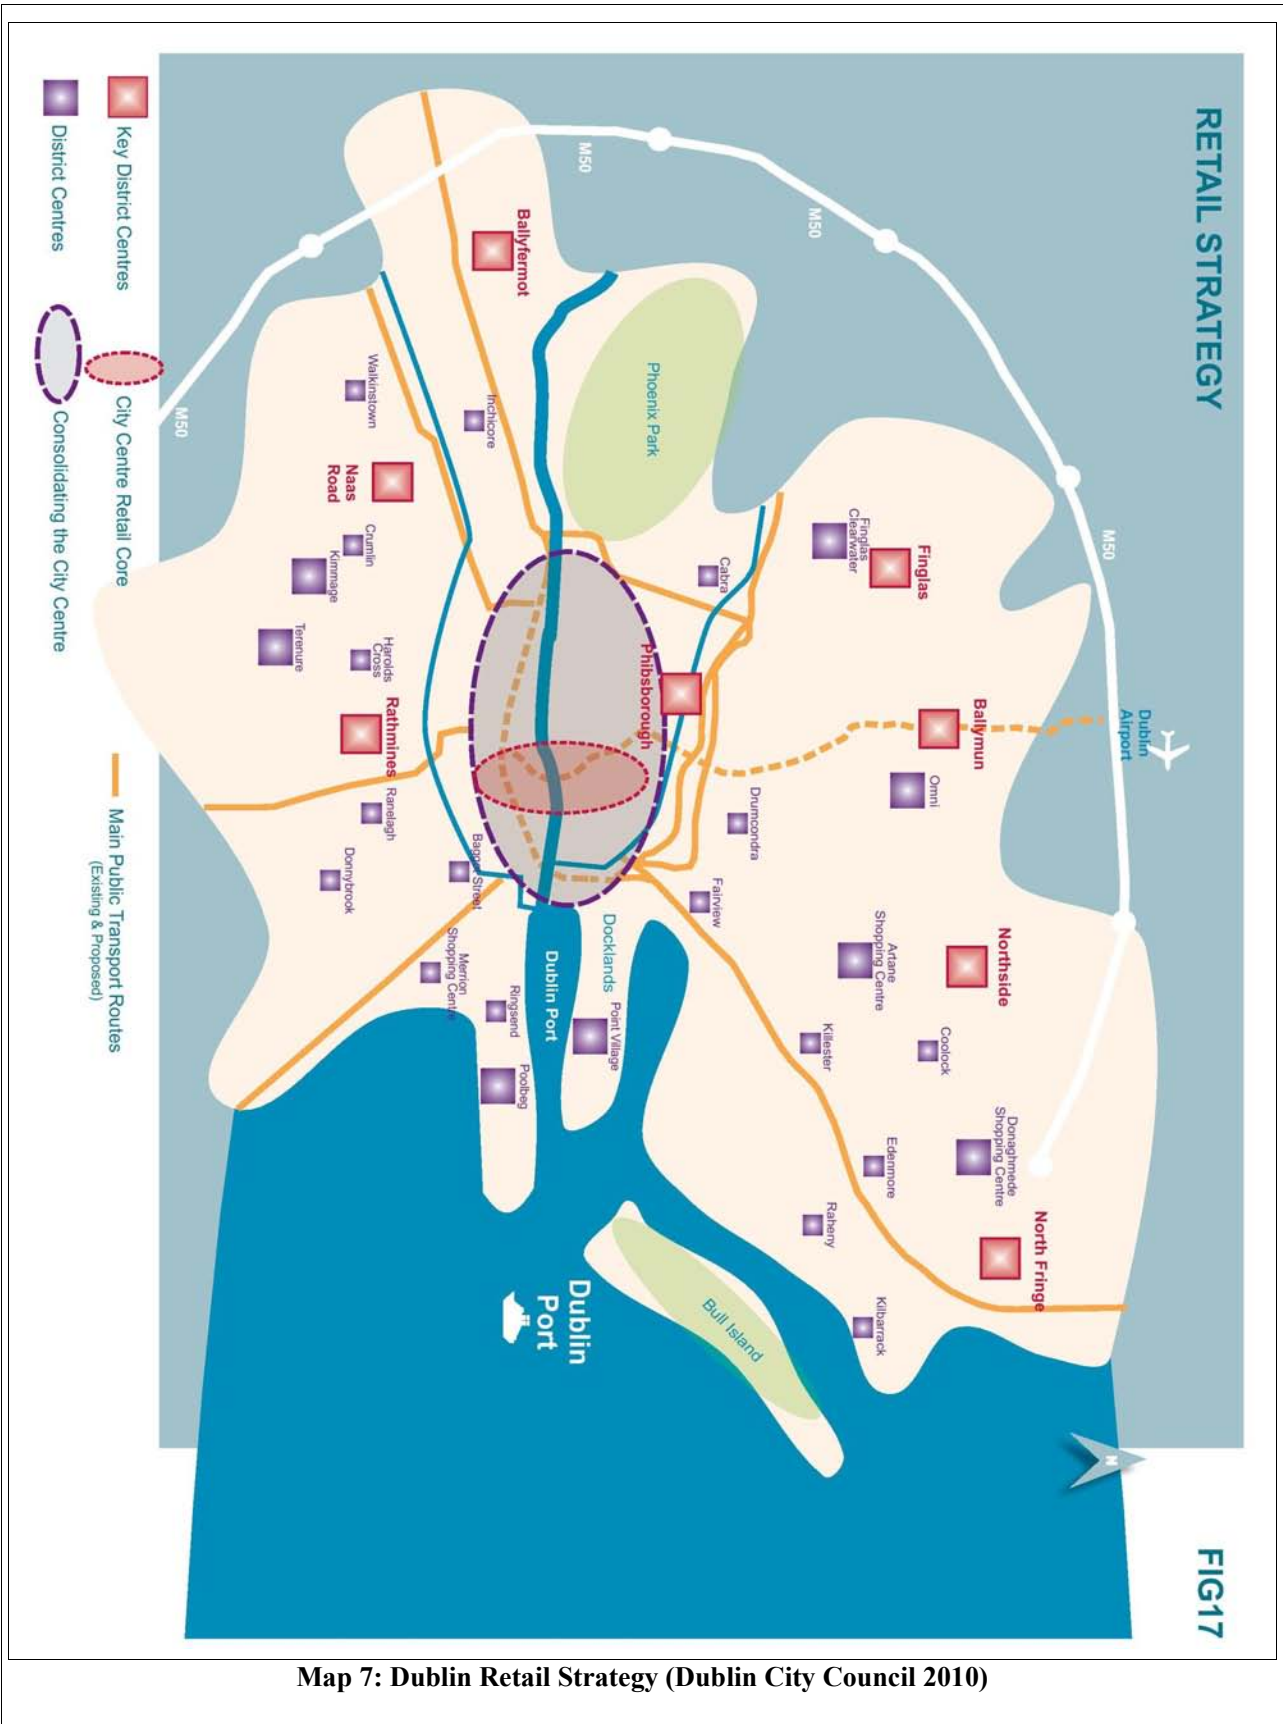 RETAIL STRATEGY
FIG17
M50
M50
M50
M50
Dublin
Airport
N
Ballyfermot
Phoenix Park
Finglas
Finglas
Clearwater
Cabra
Ballymun
Omni
Phibsborough
Drumcondra
Fairview
Northside
Artane
Shopping Centre
Coolock
Killester
Donaghmede
Shopping Centre
Edenmore
Raheny
North Fringe
Kilbarrack
Bull Island
Inchicore
Walkinstown
Naas
Road
Crumlin
Kimmage
Terenure
Harolds
Cross
Rathmines
Ranelagh
Donnybrook
Baggot Street
Merrion
Shopping Centre
Ringsend
Poolbeg
Docklands
Point Village
Dublin Port
Dublin
Port
Key District Centres
District Centres
City Centre Retail Core
Consolidating the City Centre
Main Public Transport Routes
(Existing & Proposed)
Map 7: Dublin Retail Strategy (Dublin City Council 2010)